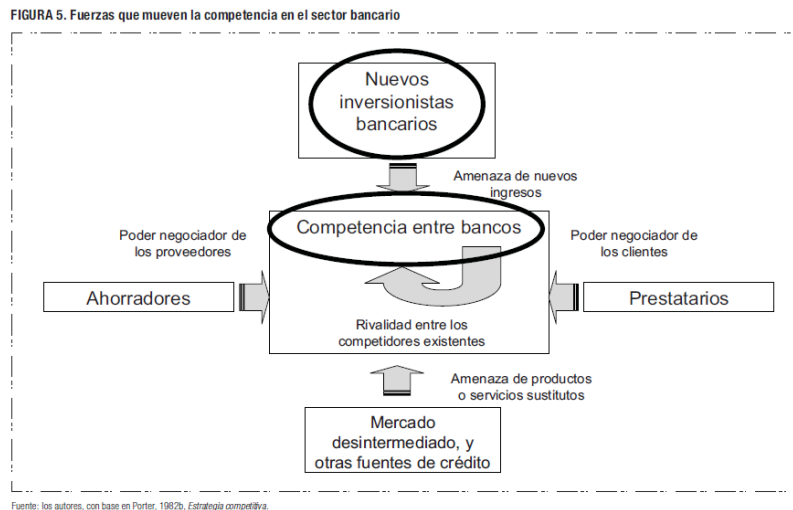 FIGURA 5. Fuerzas que mueven la competencia en el sector bancario
Nuevos
inversionistas
bancarios
Amenaza de nuevos
ingresos
Competencia entre bancos
Poder negociador de
los proveedores
Poder negociador de
los clientes
Ahorradores
Prestatarios
Rivalidad entre los
competidores existentes
Amenaza de productos
o servicios sustitutos
Mercado
desintermediado, y
otras fuentes de crédito
Fuente: los autores, con base en Porter, 1982b, Estrategia competitiva.